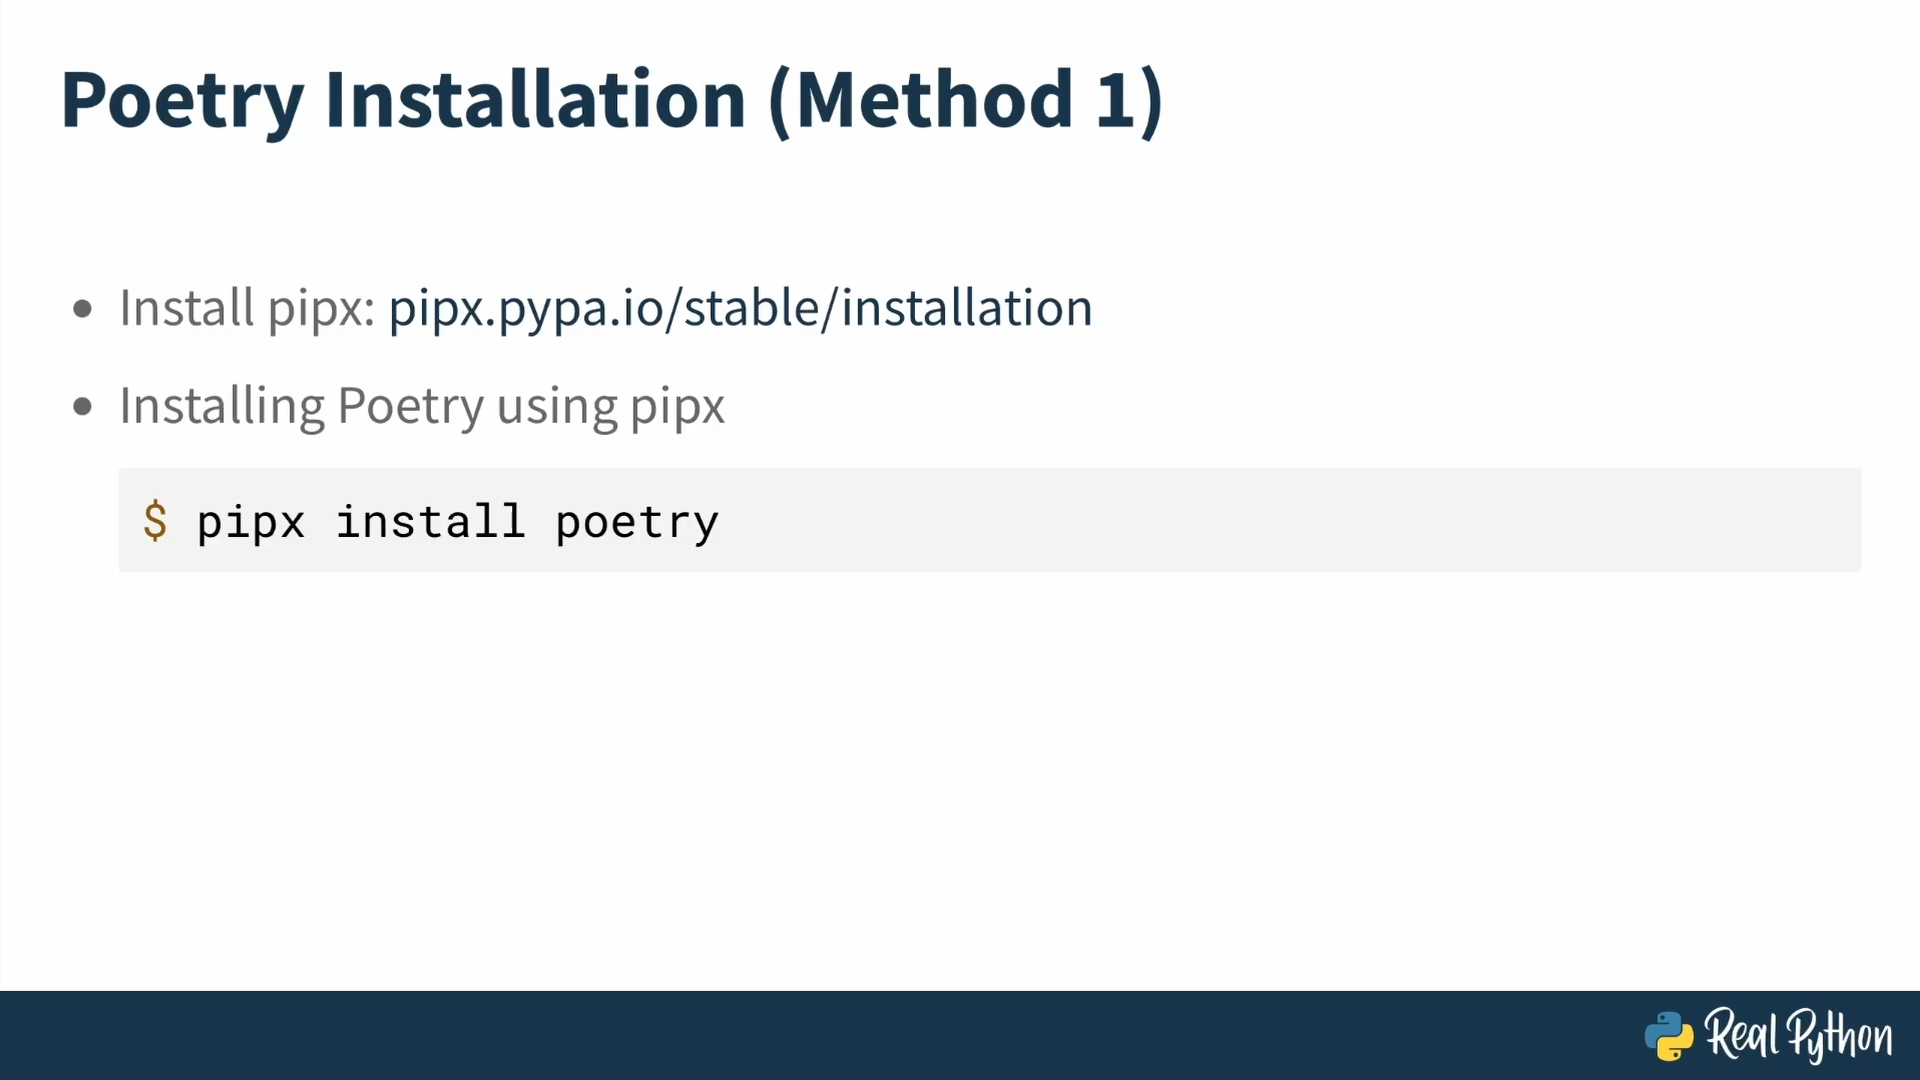 Poetry Installation (Method 1)
• Install pipx: pipx.pypa.io/stable/installation
• Installing Poetry using pipx
$ pipx install poetry
Real Python